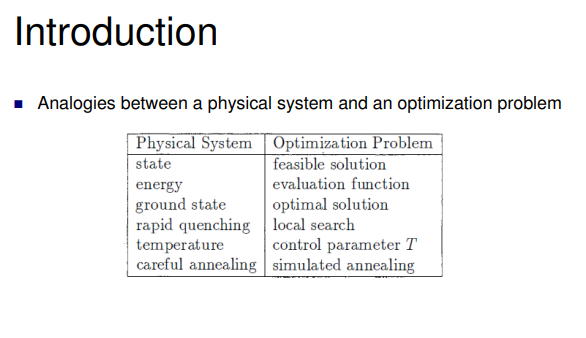 Introduction
Analogies between a physical system and an optimization problem
Physical System Optimization Problem
state feasible solution
energy evaluation function
ground state optimal solution
rapid quenching local search
temperature control parameter T
careful annealing simulated annealing